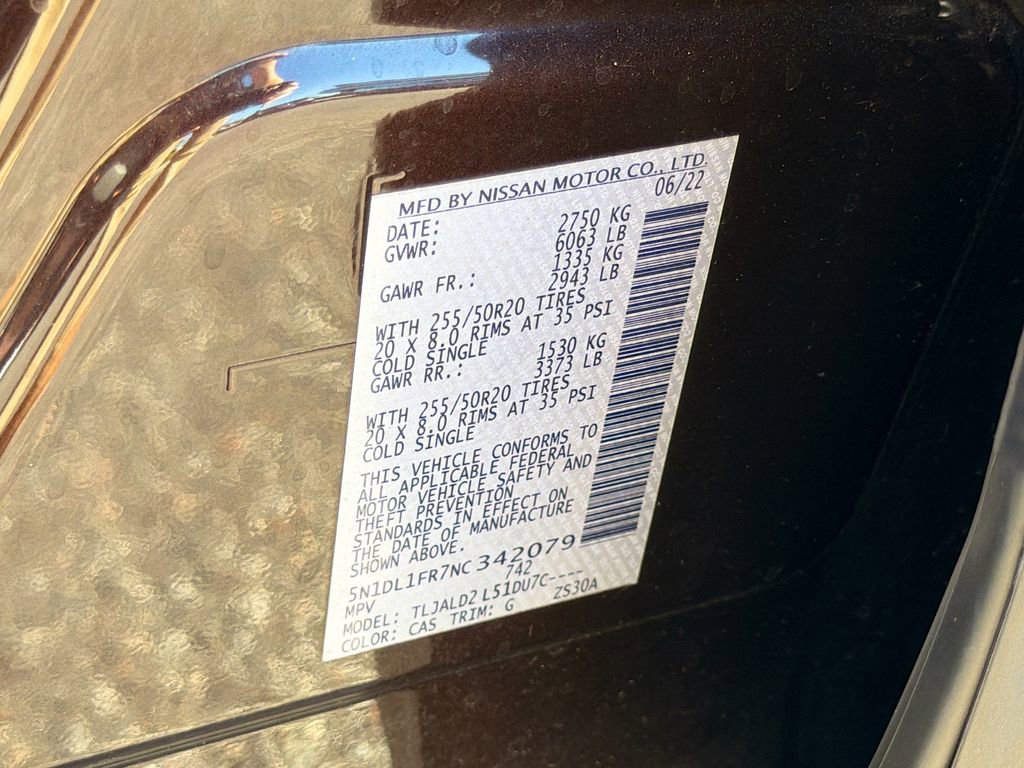 MFD BY NISSAN MOTOR CO., LTD.
DATE: 06/22
GVWR: 2750 KG
6063 LB
GAWR FR.: 1335 KG
2943 LB
WITH 255/50R20 TIRES
20 X 8.0 RIMS AT 35 PSI
COLD SINGLE
GAWR RR.: 1530 KG
3373 LB
WITH 255/50R20 TIRES
20 X 8.0 RIMS AT 35 PSI
COLD SINGLE
THIS VEHICLE CONFORMS TO
ALL APPLICABLE FEDERAL
MOTOR VEHICLE SAFETY AND
THEFT PREVENTION
STANDARDS IN EFFECT ON
THE DATE OF MANUFACTURE
SHOWN ABOVE.
5N1DL1FR7NC342079
MPV 742
MODEL: TLJALD2 L51DU7C----
COLOR: CAS TRIM: G ZS30A